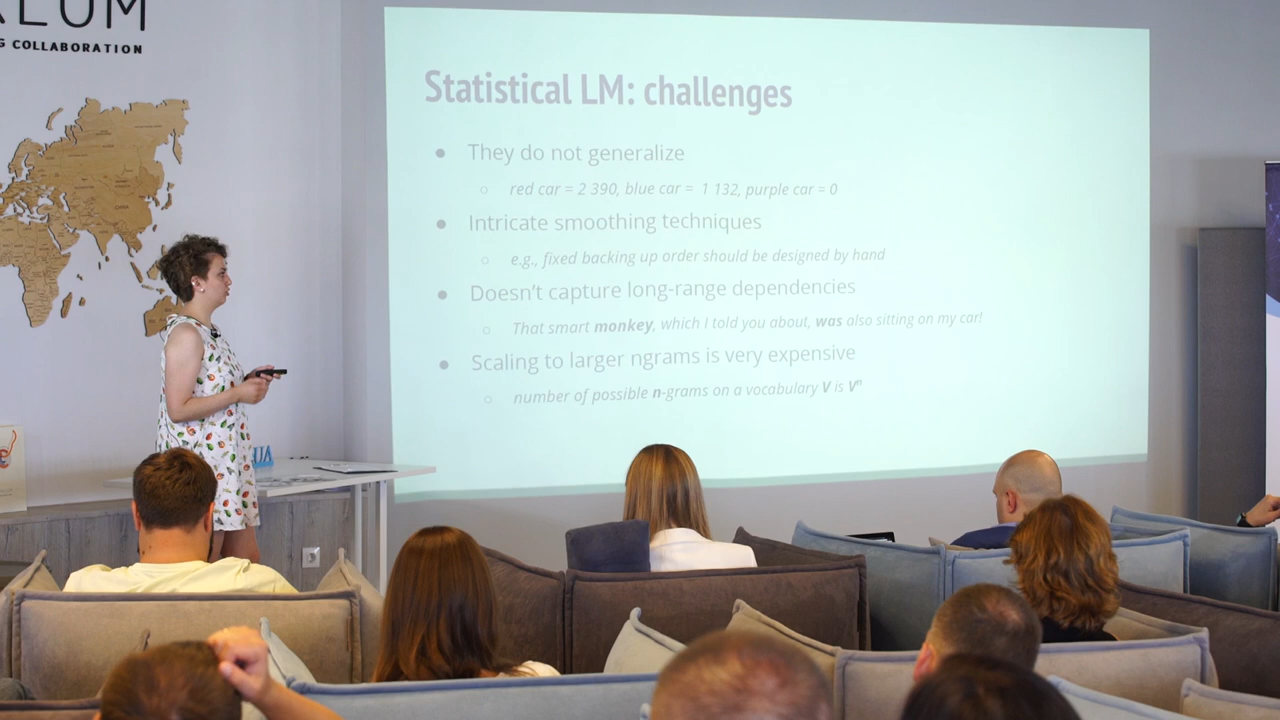 G COLLABORATION
Statistical LM: challenges
● They do not generalize
○ red car = 2 390, blue car = 1 132, purple car = 0
● Intricate smoothing techniques
○ e.g., fixed backing up order should be designed by hand
● Doesn't capture long-range dependencies
○ That smart monkey, which I told you about, was also sitting on my car!
● Scaling to larger ngrams is very expensive
○ number of possible n-grams on a vocabulary V is Vⁿ
UA